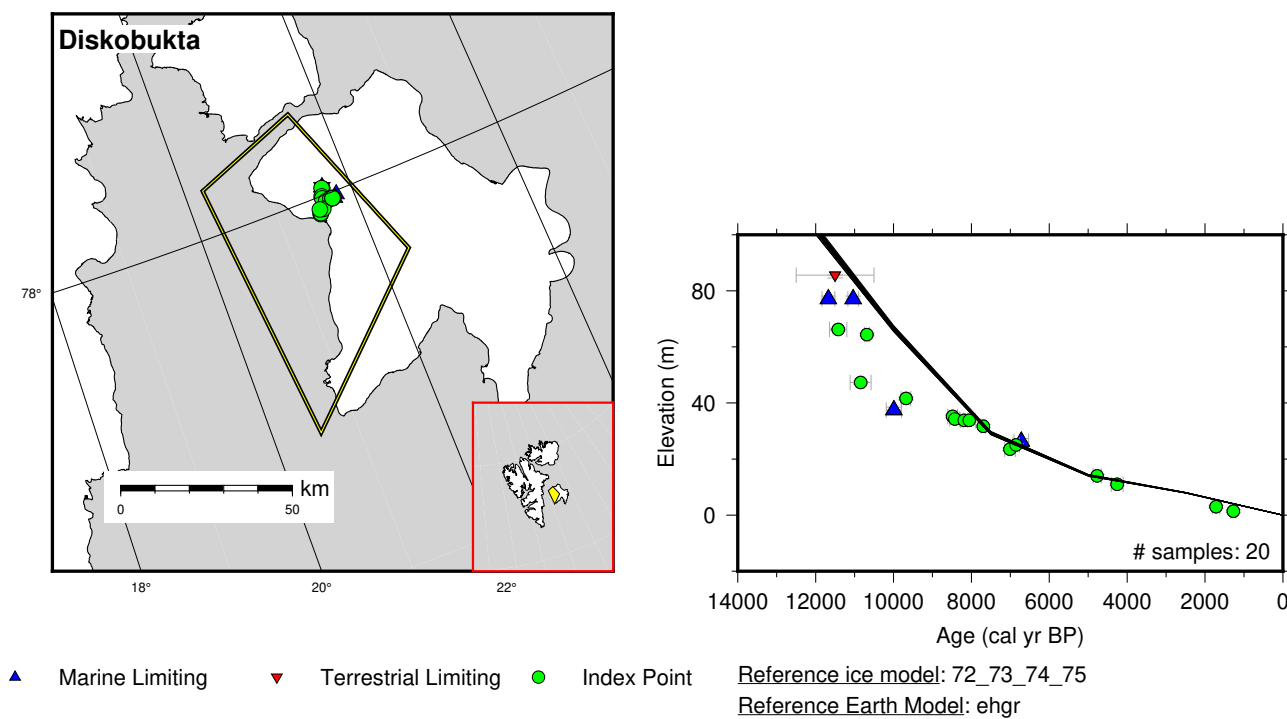 Diskobukta
78°
km
0 50
18° 20° 22°
80
40
0
Elevation (m)
# samples: 20
14000 12000 10000 8000 6000 4000 2000 0
Age (cal yr BP)
Marine Limiting Terrestrial Limiting Index Point
Reference ice model: 72_73_74_75
Reference Earth Model: ehgr